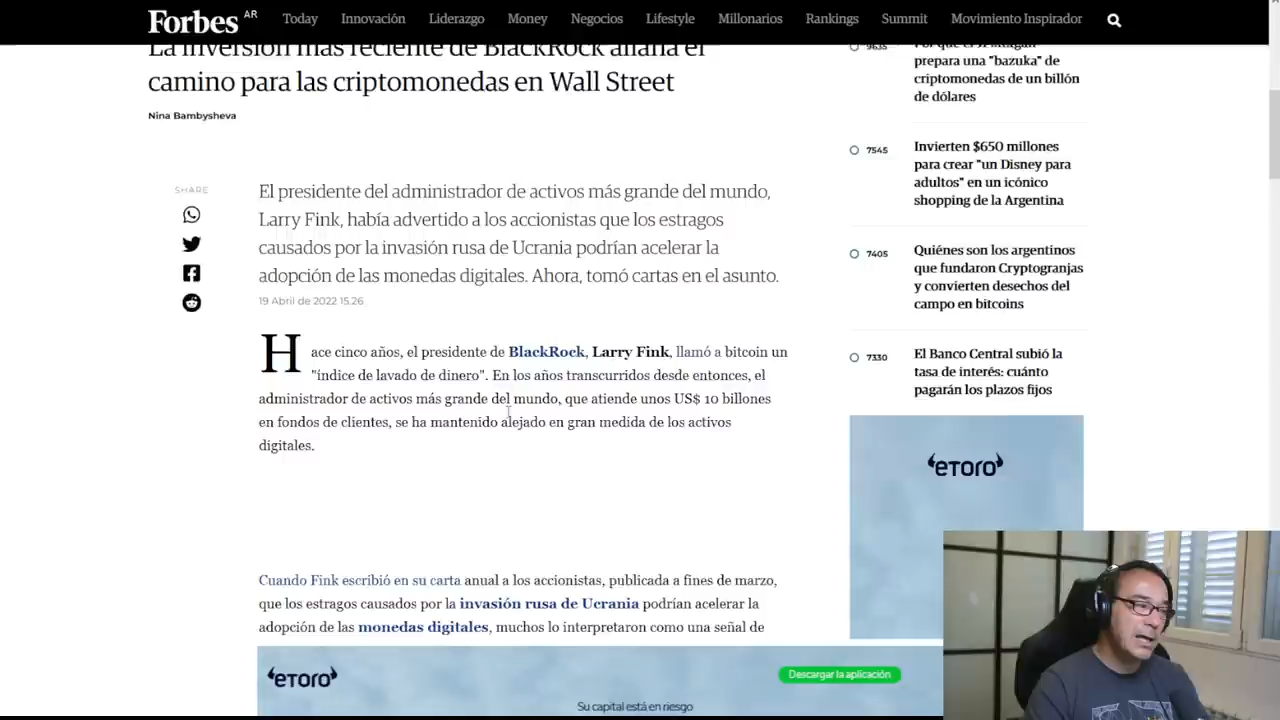 Forbes AR
Today Innovación Liderazgo Money Negocios Lifestyle Millonarios Rankings Summit Movimiento Inspirador
La inversión más reciente de BlackRock allana el
camino para las criptomonedas en Wall Street
Nina Bambysheva
SHARE
El presidente del administrador de activos más grande del mundo,
Larry Fink, había advertido a los accionistas que los estragos
causados por la invasión rusa de Ucrania podrían acelerar la
adopción de las monedas digitales. Ahora, tomó cartas en el asunto.
19 Abril de 2022 15.26
Hace cinco años, el presidente de BlackRock, Larry Fink, llamó a bitcoin un
"índice de lavado de dinero". En los años transcurridos desde entonces, el
administrador de activos más grande del mundo, que atiende unos US$ 10 billones
en fondos de clientes, se ha mantenido alejado en gran medida de los activos
digitales.
Cuando Fink escribió en su carta anual a los accionistas, publicada a fines de marzo,
que los estragos causados por la invasión rusa de Ucrania podrían acelerar la
adopción de las monedas digitales, muchos lo interpretaron como una señal de
9635
prepara una "bazuka" de
criptomonedas de un billón
de dólares
7545
Invierten $650 millones
para crear "un Disney para
adultos" en un icónico
shopping de la Argentina
7405
Quiénes son los argentinos
que fundaron Cryptogranjas
y convierten desechos del
campo en bitcoins
7330
El Banco Central subió la
tasa de interés: cuánto
pagarán los plazos fijos
eToro
eToro
Descargar la aplicación
Su capital está en riesgo